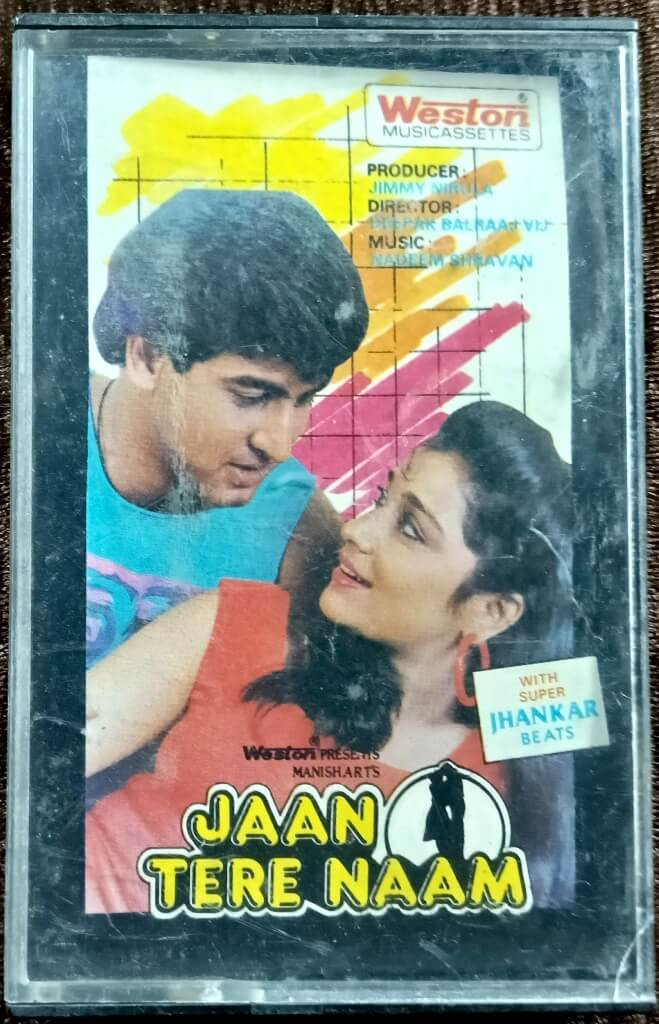 Weston®
MUSICASSETTES
PRODUCER:
JIMMY NIRULA
DIRECTOR:
DEEPAK BALRAAJ VIJ
MUSIC:
NADEEM SHRAVAN
WITH
SUPER
JHANKAR
BEATS
Weston® PRESENTS
MANISH ARTS
JAAN
TERE NAAM